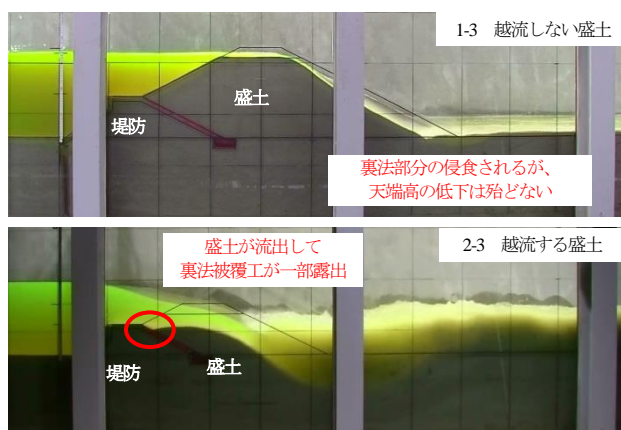 1-3 越流しない盛土
盛土
堤防
裏法部分の侵食されるが、
天端高の低下は殆どない
盛土が流出して
裏法被覆工が一部露出
2-3 越流する盛土
堤防
盛土